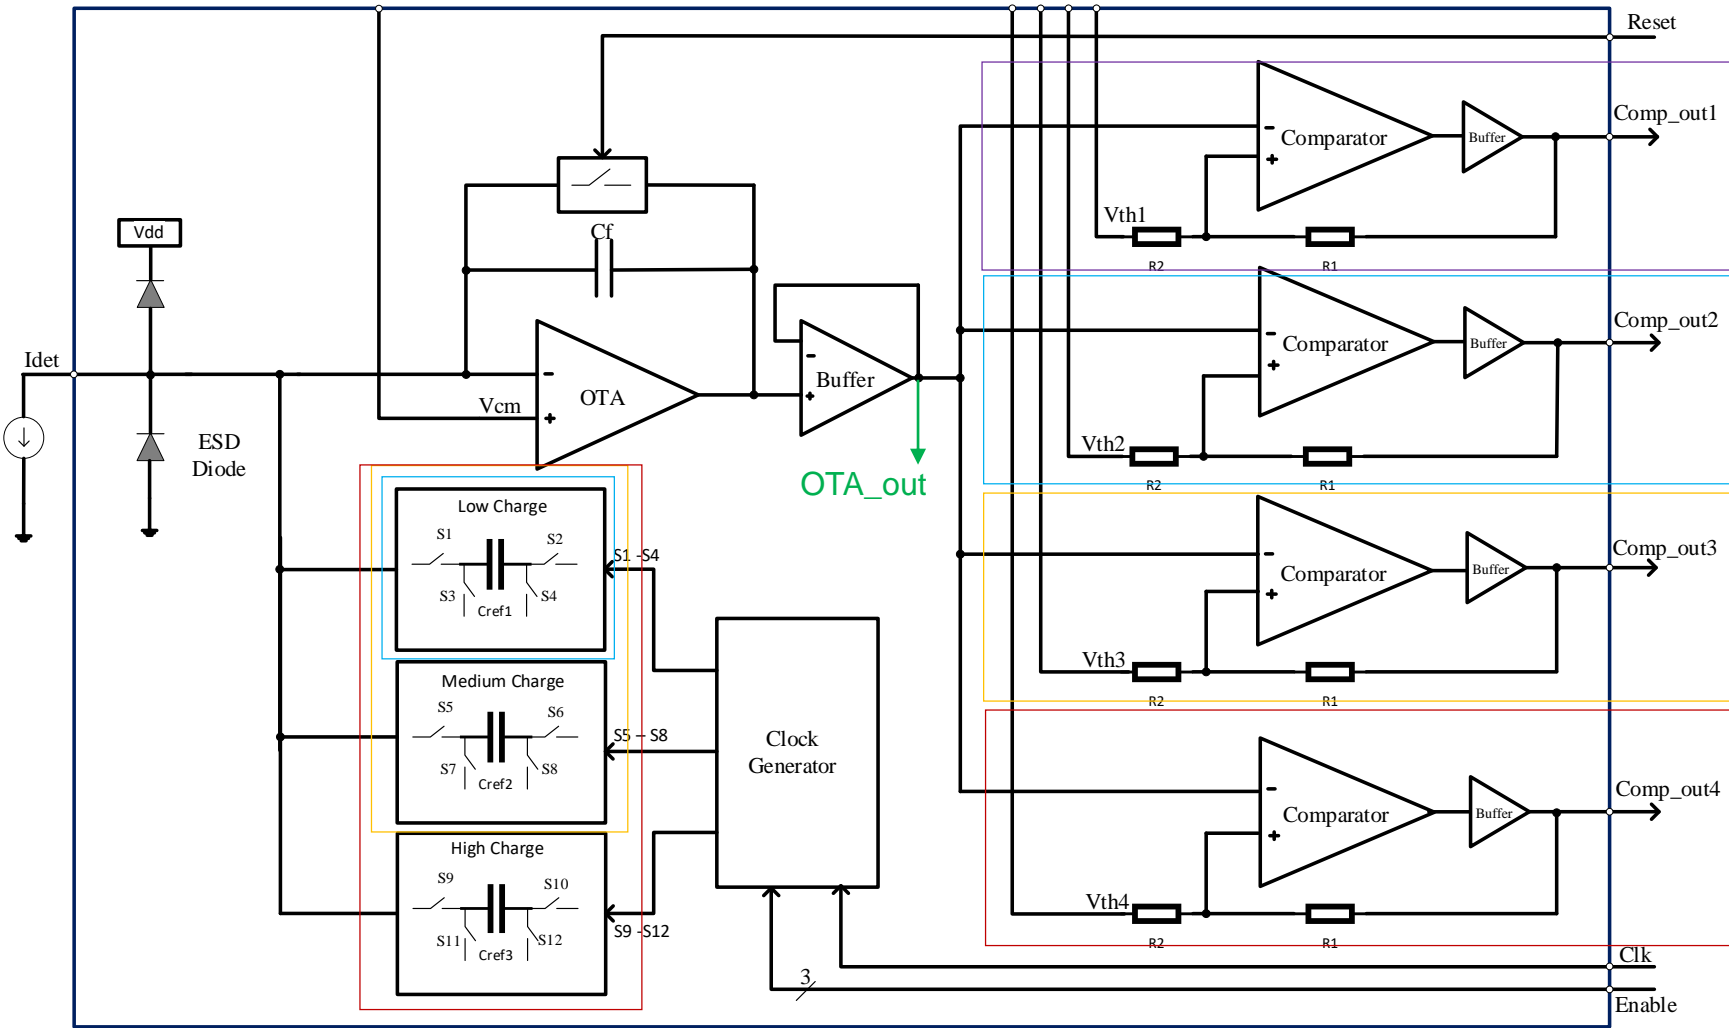 Reset
Comp_out1
-
Comparator
+
Buffer
Vth1
R2
R1
Vdd
Cf
Comp_out2
-
Comparator
+
Buffer
Vth2
R2
R1
Idet
-
OTA
Vcm
+
-
Buffer
+
OTA_out
ESD
Diode
Comp_out3
-
Comparator
+
Buffer
Vth3
R2
R1
Low Charge
S1
S2
S3
S4
Cref1
S1 -S4
Medium Charge
S5
S6
S7
S8
Cref2
S5 – S8
High Charge
S9
S10
S11
S12
Cref3
S9 -S12
Clock
Generator
Comp_out4
-
Comparator
+
Buffer
Vth4
R2
R1
Clk
3
Enable